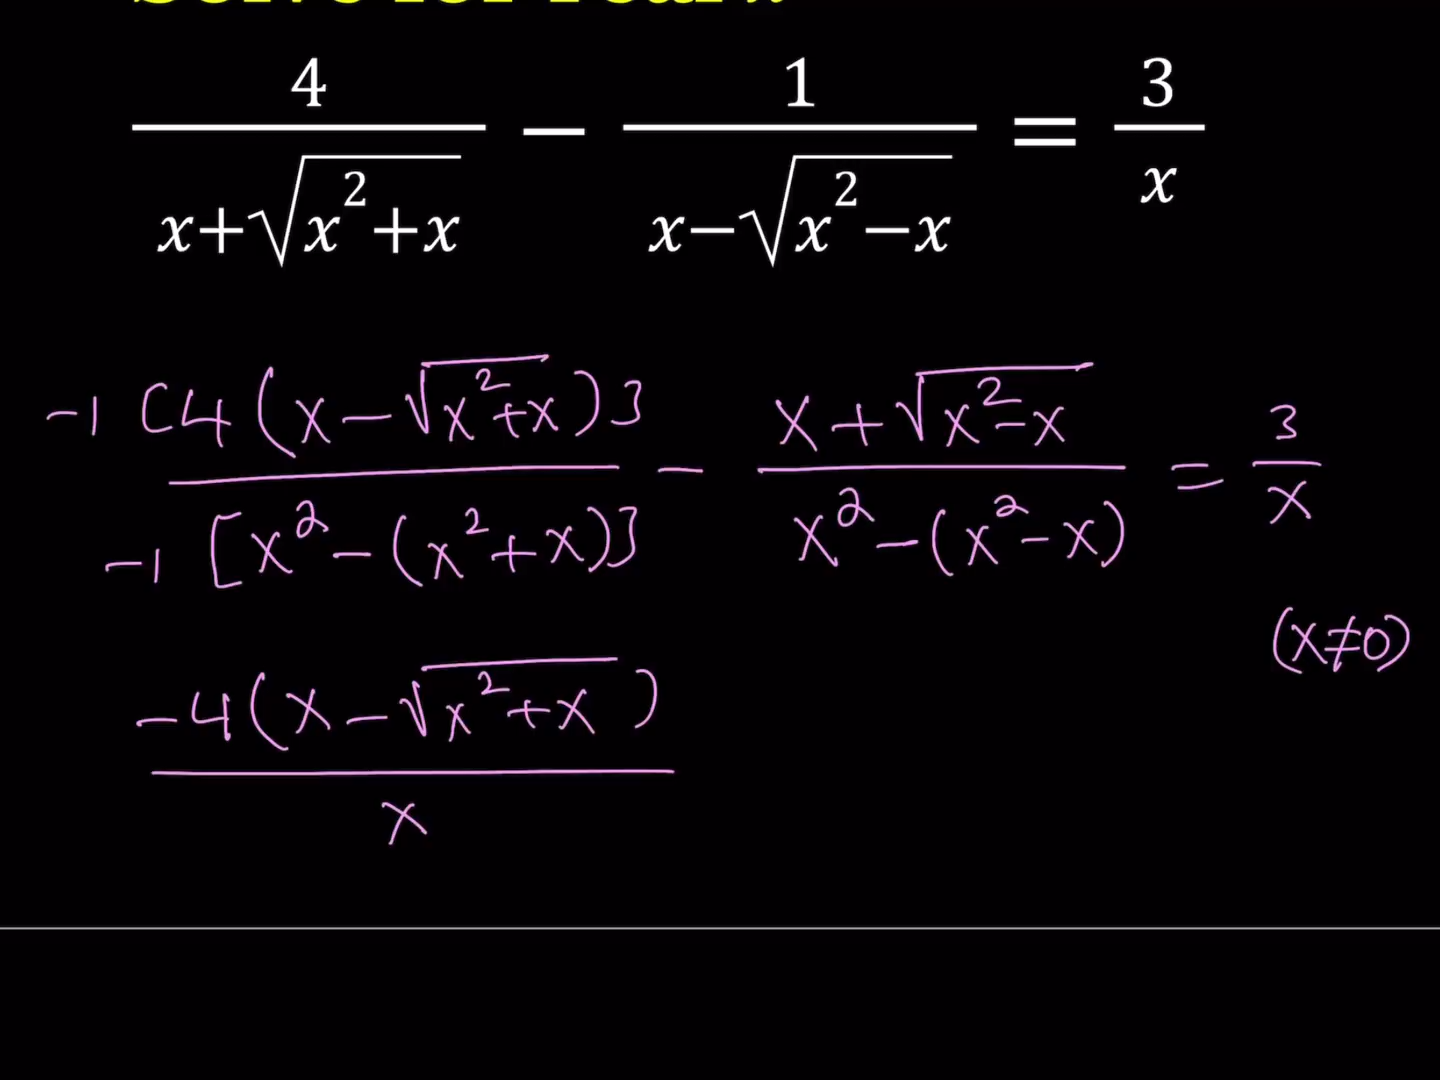 4/(x+√(x²+x)) − 1/(x−√(x²−x)) = 3/x
-1 [4(x-√(x²+x))] / -1 [x²-(x²+x)] - (x+√(x²-x)) / (x²-(x²-x)) = 3/x
(x≠0)
-4(x-√(x²+x)) / x